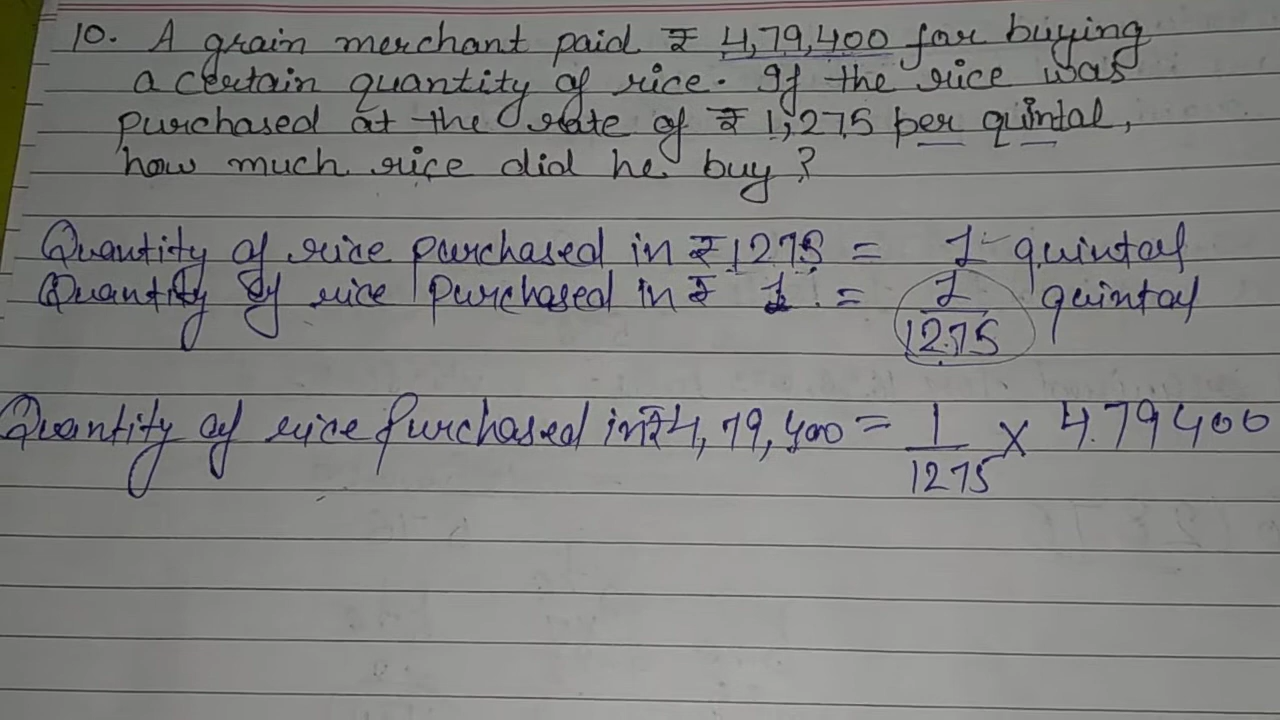 10. A grain merchant paid ₹ 4,79,400 for buying
a certain quantity of rice. If the rice was
purchased at the rate of ₹ 1,275 per quintal,
how much rice did he buy?
Quantity of rice purchased in ₹1275 = 1 quintal
Quantity of rice purchased in ₹ 1 = 1/1275 quintal
Quantity of rice purchased in ₹4,79,400 = 1/1275 × 479400